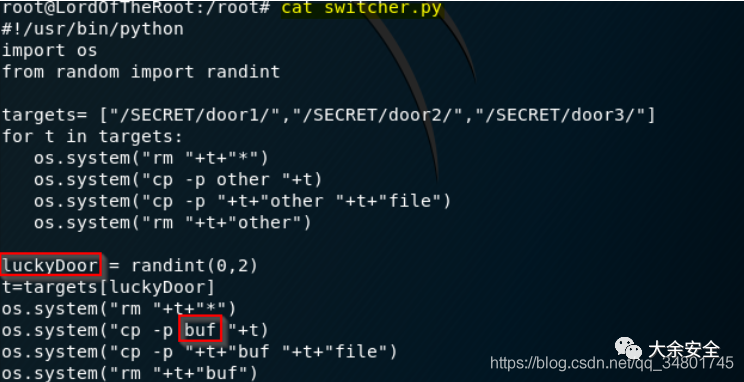 root@LordOfTheRoot:/root# cat switcher.py
#!/usr/bin/python
import os
from random import randint

targets= ["/SECRET/door1/","/SECRET/door2/","/SECRET/door3/"]
for t in targets:
   os.system("rm "+t+"*")
   os.system("cp -p other "+t)
   os.system("cp -p "+t+"other "+t+"file")
   os.system("rm "+t+"other")

luckyDoor = randint(0,2)
t=targets[luckyDoor]
os.system("rm "+t+"*")
os.system("cp -p buf "+t)
os.system("cp -p "+t+"buf "+t+"file")
os.system("rm "+t+"buf")
大余安全
https://blog.csdn.net/qq_34801745